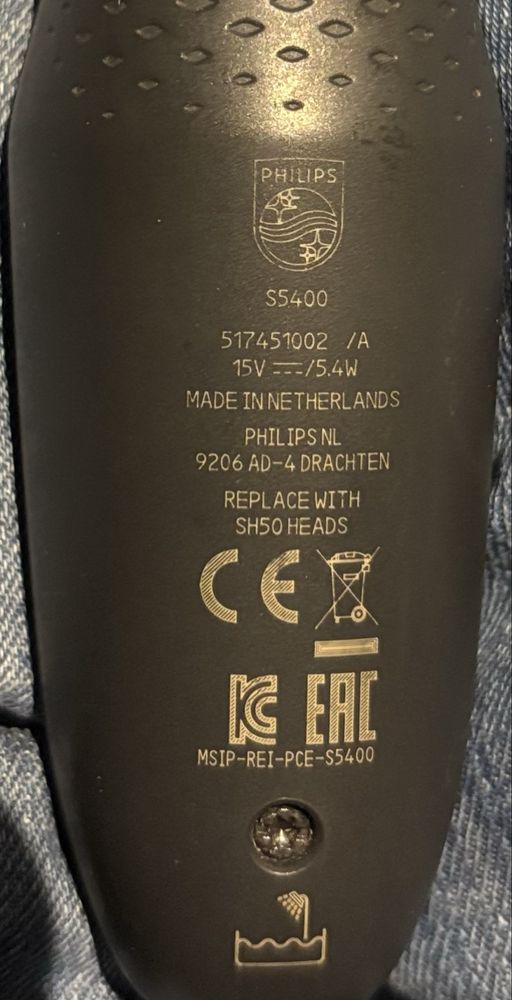 PHILIPS
S5400
517451002 /A
15V ⎓/5.4W
MADE IN NETHERLANDS
PHILIPS NL
9206 AD-4 DRACHTEN
REPLACE WITH
SH50 HEADS
CE
KC EAC
MSIP-REI-PCE-S5400